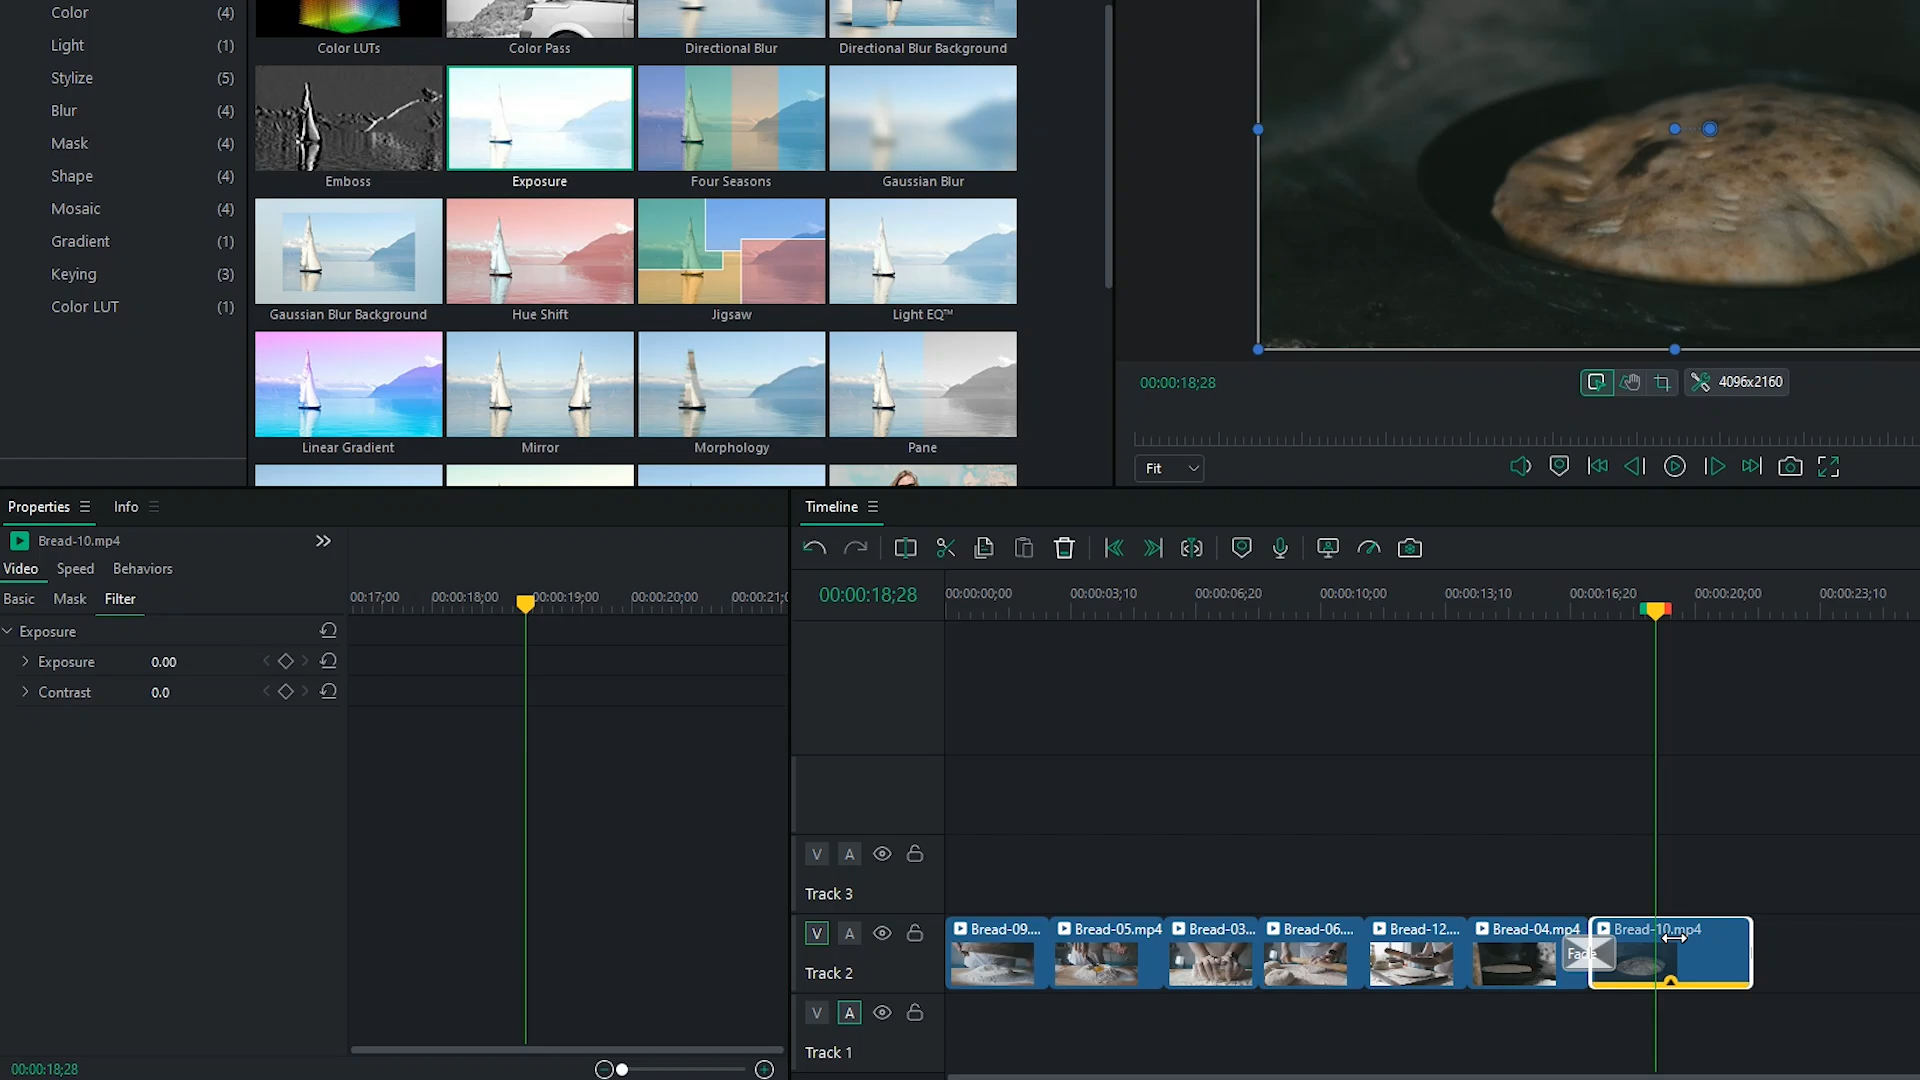 Color (4)
Light (1)
Stylize (5)
Blur (4)
Mask (4)
Shape (4)
Mosaic (4)
Gradient (1)
Keying (3)
Color LUT (1)
Color LUTs Color Pass Directional Blur Directional Blur Background
Emboss Exposure Four Seasons Gaussian Blur
Gaussian Blur Background Hue Shift Jigsaw Light EQ™
Linear Gradient Mirror Morphology Pane
00:00:18;28 4096x2160
Fit
Properties Info
Bread-10.mp4
Video Speed Behaviors
Basic Mask Filter
00:17;00 00:00:18;00 00:00:19;00 00:00:20;00 00:00:21;0
Exposure
Exposure 0.00
Contrast 0.0
00:00:18;28
Timeline
00:00:18;28 00:00:00;00 00:00:03;10 00:00:06;20 00:00:10;00 00:00:13;10 00:00:16;20 00:00:20;00 00:00:23;10
V A
Track 3
V A
Track 2
Bread-09.... Bread-05.mp4 Bread-03... Bread-06.... Bread-12.... Bread-04.mp4 Bread-10.mp4
Fade
V A
Track 1